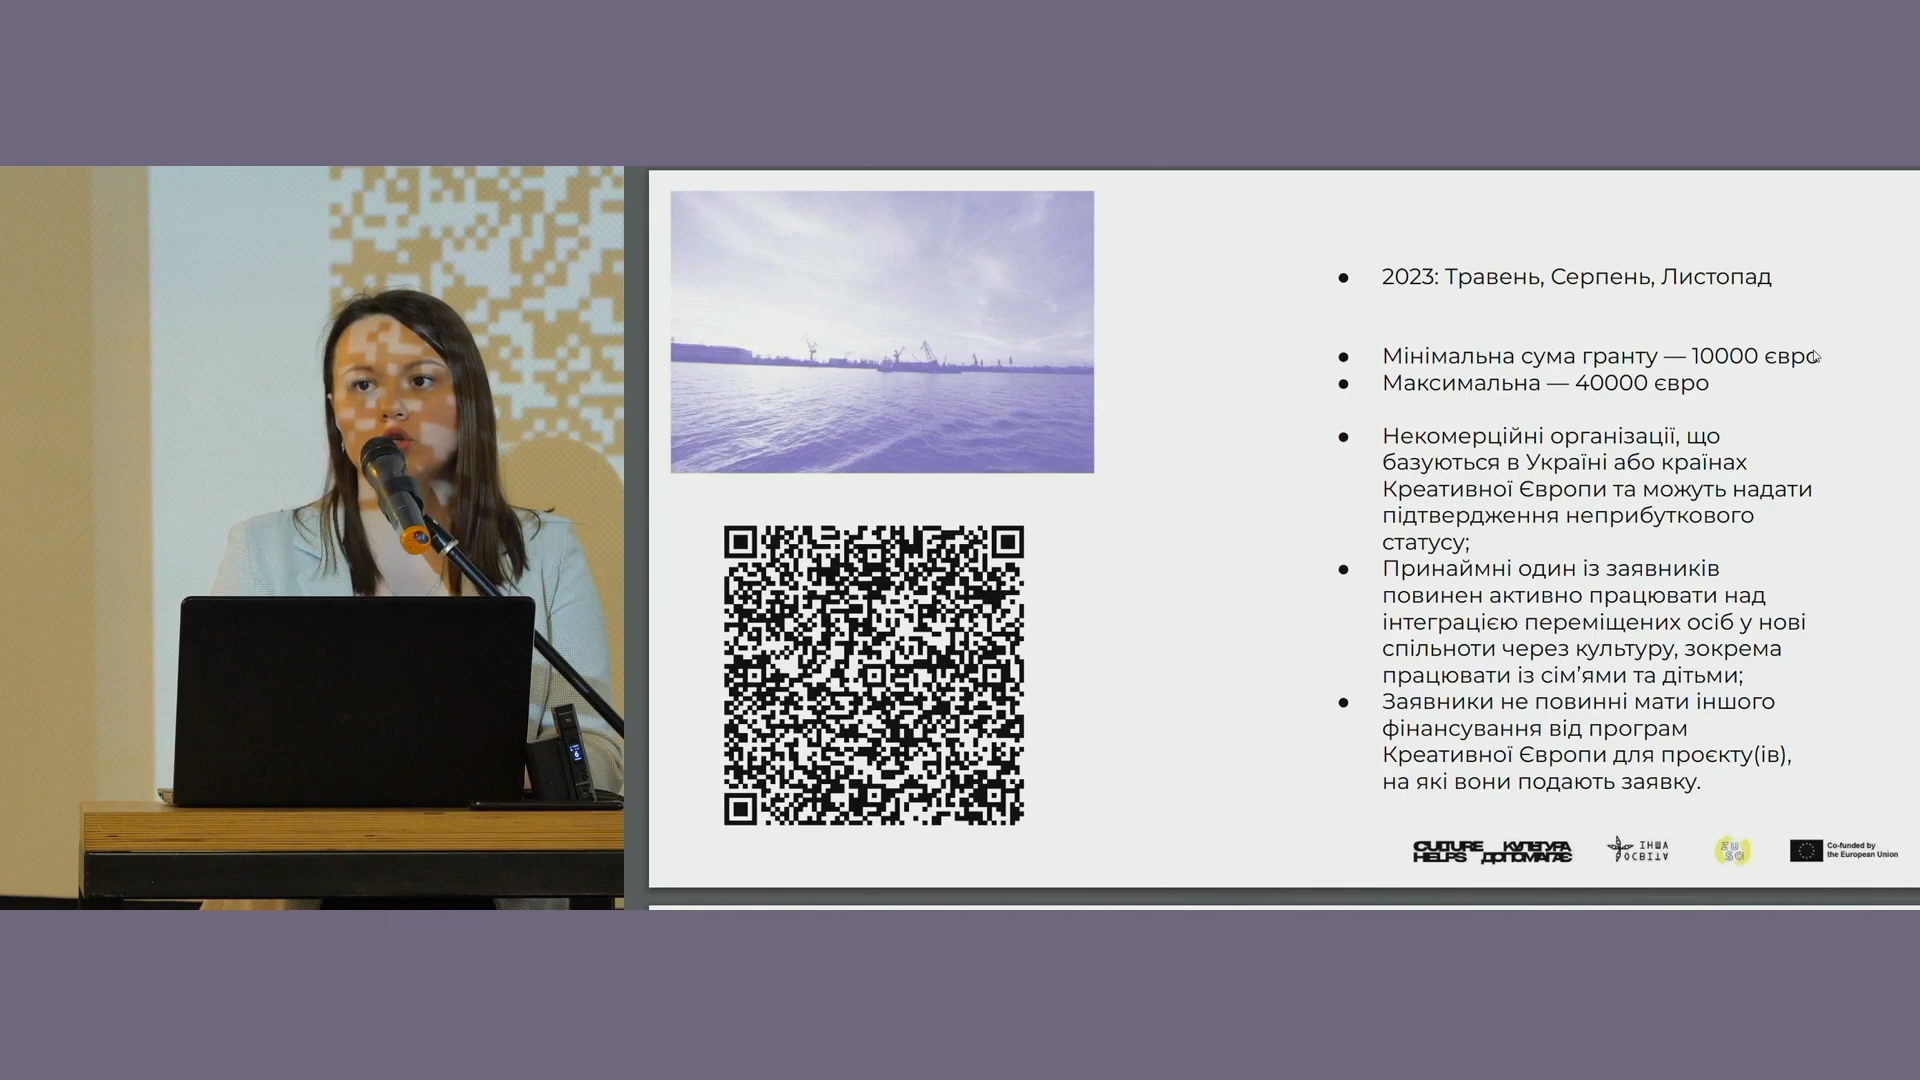 2023: Травень, Серпень, Листопад
Мінімальна сума гранту — 10000 євро
Максимальна — 40000 євро
Некомерційні організації, що
базуються в Україні або країнах
Креативної Європи та можуть надати
підтвердження неприбуткового
статусу;
Принаймні один із заявників
повинен активно працювати над
інтеграцією переміщених осіб у нові
спільноти через культуру, зокрема
працювати із сім’ями та дітьми;
Заявники не повинні мати іншого
фінансування від програм
Креативної Європи для проєкту(ів),
на які вони подають заявку.
CULTURE
HELPS
КУЛЬТУРА
ДОПОМАГАЄ
ІНША
ОСВІТА
ZU
SA
Co-funded by
the European Union